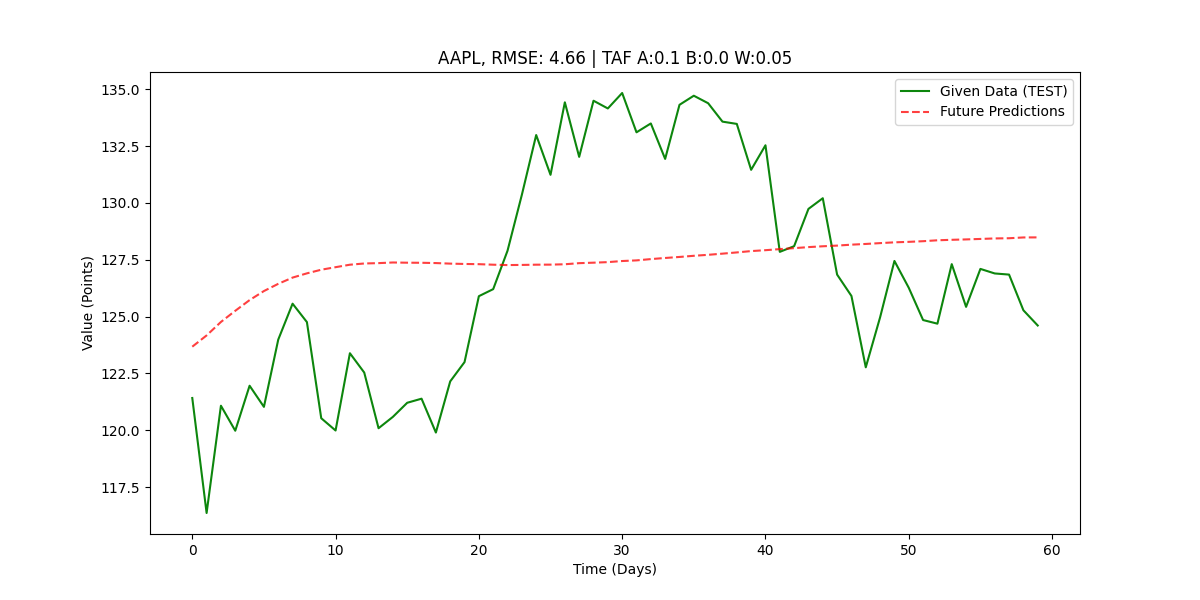 AAPL, RMSE: 4.66 | TAF A:0.1 B:0.0 W:0.05
Given Data (TEST)
Future Predictions
Value (Points)
135.0
132.5
130.0
127.5
125.0
122.5
120.0
117.5
0 10 20 30 40 50 60
Time (Days)